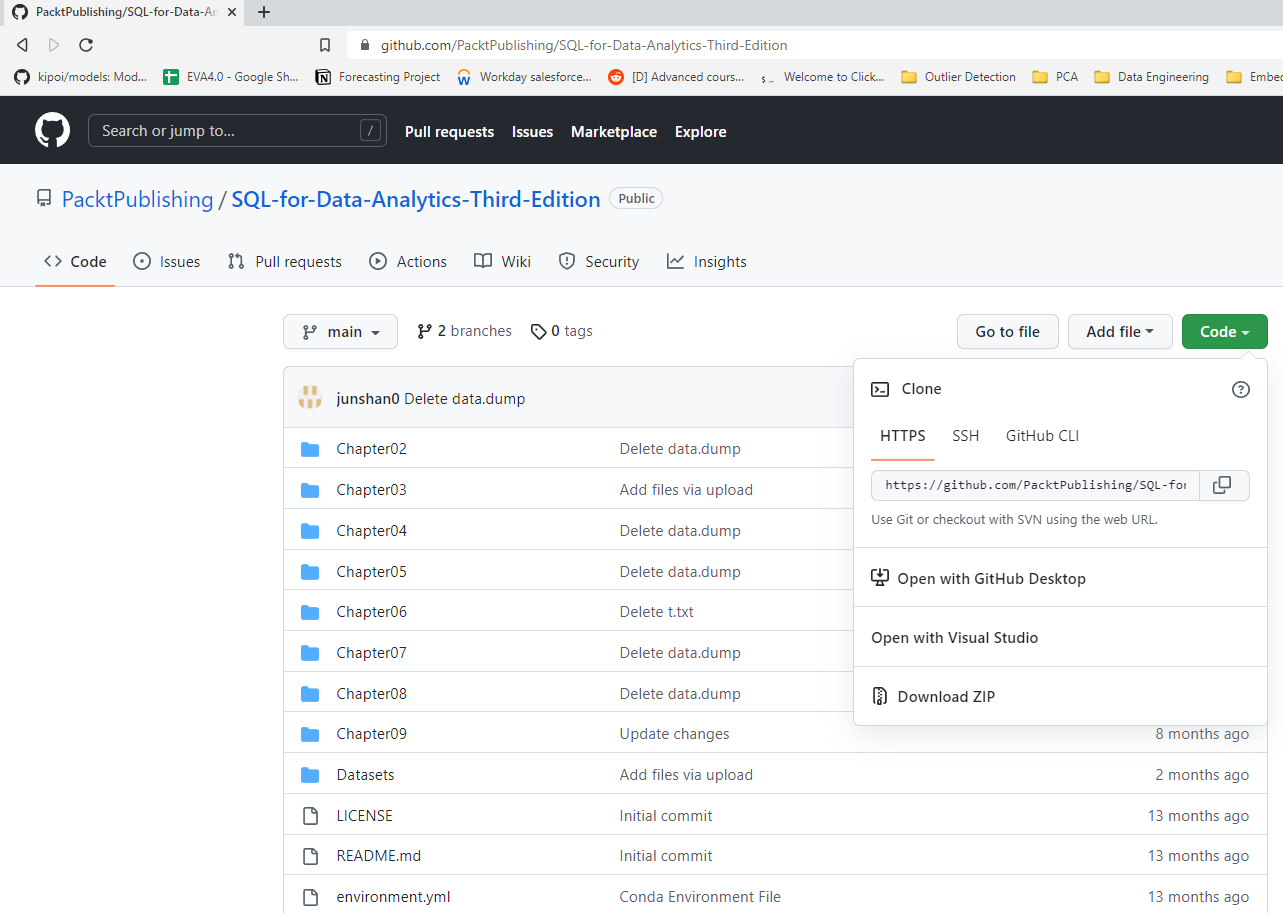 PacktPublishing/SQL-for-Data-An
github.com/PacktPublishing/SQL-for-Data-Analytics-Third-Edition
kipoi/models: Mod... EVA4.0 - Google Sh... Forecasting Project Workday salesforce... [D] Advanced cours... Welcome to Click... Outlier Detection PCA Data Engineering Embed
Search or jump to... / Pull requests Issues Marketplace Explore
PacktPublishing / SQL-for-Data-Analytics-Third-Edition Public
Code Issues Pull requests Actions Wiki Security Insights
main 2 branches 0 tags Go to file Add file Code
junshan0 Delete data.dump
Chapter02 Delete data.dump
Chapter03 Add files via upload
Chapter04 Delete data.dump
Chapter05 Delete data.dump
Chapter06 Delete t.txt
Chapter07 Delete data.dump
Chapter08 Delete data.dump
Chapter09 Update changes 8 months ago
Datasets Add files via upload 2 months ago
LICENSE Initial commit 13 months ago
README.md Initial commit 13 months ago
environment.yml Conda Environment File 13 months ago
Clone
HTTPS SSH GitHub CLI
https://github.com/PacktPublishing/SQL-for
Use Git or checkout with SVN using the web URL.
Open with GitHub Desktop
Open with Visual Studio
Download ZIP